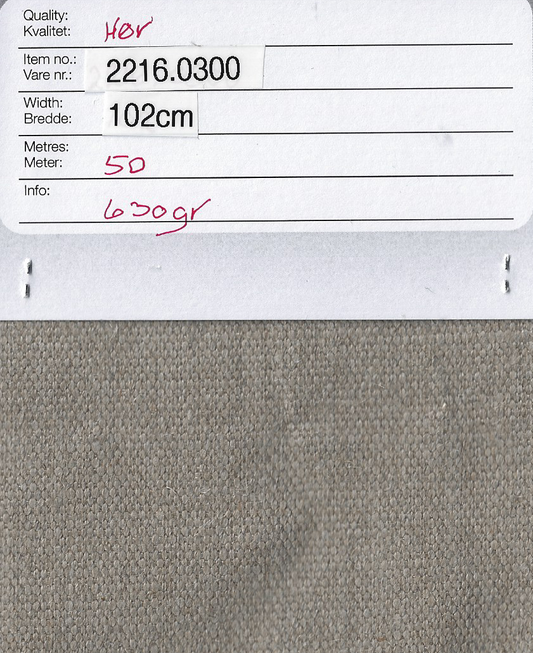 Quality:
Kvalitet: Hør
Item no.:
Vare nr.: 2216.0300
Width:
Bredde: 102cm
Metres:
Meter: 50
Info:
630gr